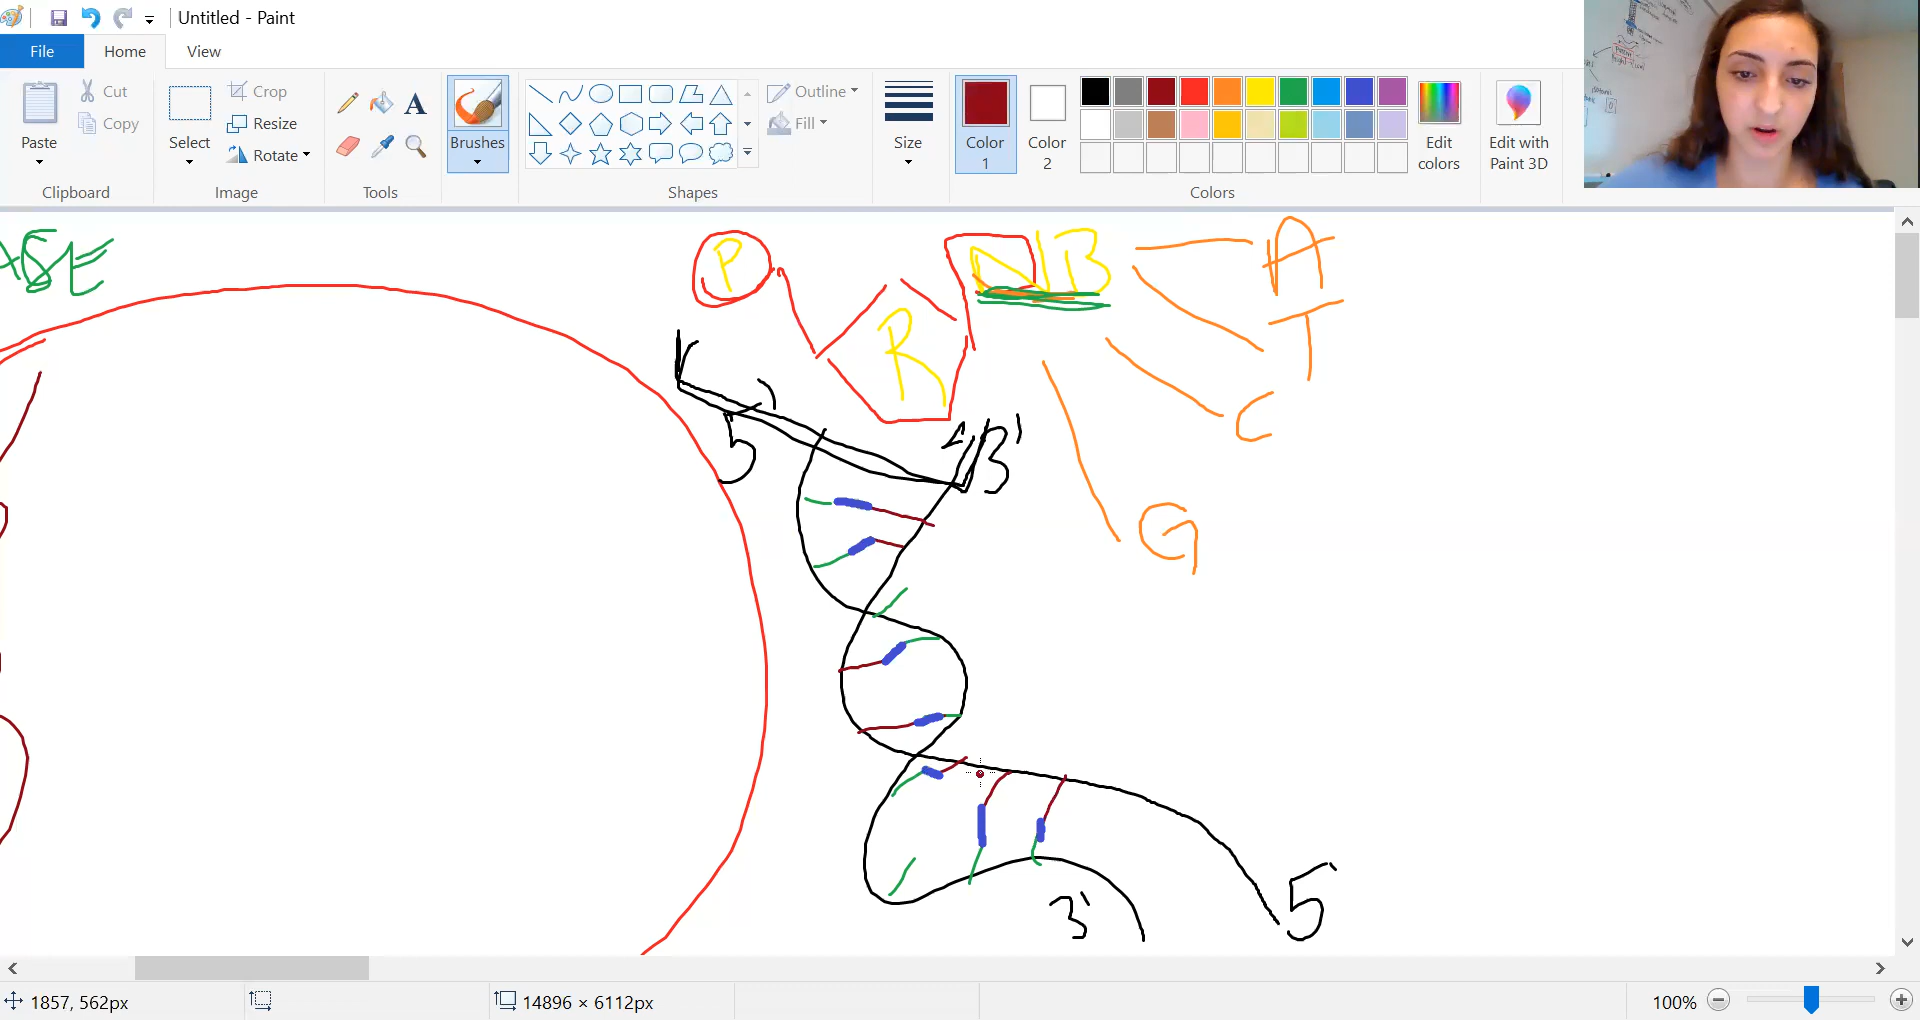 Untitled - Paint
File
Home
View
Paste
Cut
Copy
Clipboard
Select
Crop
Resize
Rotate
Image
A
Tools
Brushes
Shapes
Outline
Fill
Size
Color 1
Color 2
Colors
Edit colors
Edit with Paint 3D
ASE
P
R
NB
A
T
C
G
5'
3'
3'
5'
1857, 562px
14896 × 6112px
100%